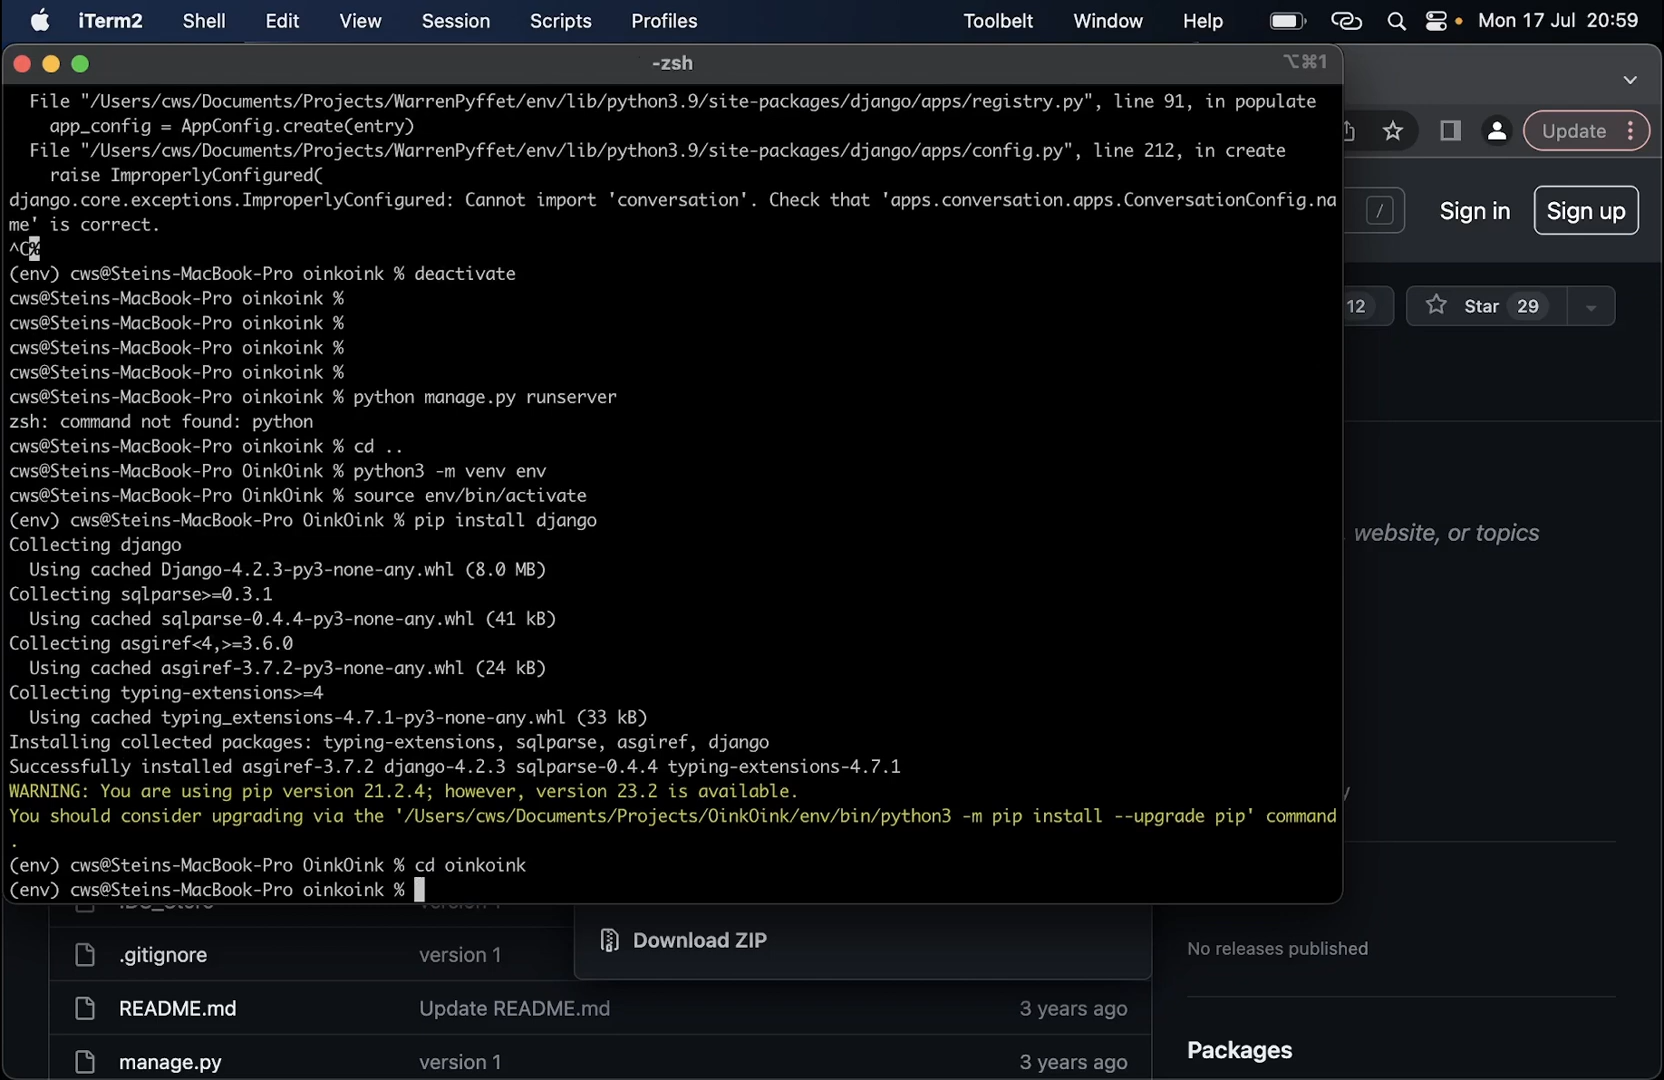 iTerm2 Shell Edit View Session Scripts Profiles Toolbelt Window Help Mon 17 Jul 20:59
-zsh ⌥⌘1
File "/Users/cws/Documents/Projects/WarrenPyffet/env/lib/python3.9/site-packages/django/apps/registry.py", line 91, in populate
app_config = AppConfig.create(entry)
File "/Users/cws/Documents/Projects/WarrenPyffet/env/lib/python3.9/site-packages/django/apps/config.py", line 212, in create
raise ImproperlyConfigured(
django.core.exceptions.ImproperlyConfigured: Cannot import 'conversation'. Check that 'apps.conversation.apps.ConversationConfig.na
me' is correct.
^C%
(env) cws@Steins-MacBook-Pro oinkoink % deactivate
cws@Steins-MacBook-Pro oinkoink %
cws@Steins-MacBook-Pro oinkoink %
cws@Steins-MacBook-Pro oinkoink %
cws@Steins-MacBook-Pro oinkoink %
cws@Steins-MacBook-Pro oinkoink % python manage.py runserver
zsh: command not found: python
cws@Steins-MacBook-Pro oinkoink % cd ..
cws@Steins-MacBook-Pro OinkOink % python3 -m venv env
cws@Steins-MacBook-Pro OinkOink % source env/bin/activate
(env) cws@Steins-MacBook-Pro OinkOink % pip install django
Collecting django
Using cached Django-4.2.3-py3-none-any.whl (8.0 MB)
Collecting sqlparse>=0.3.1
Using cached sqlparse-0.4.4-py3-none-any.whl (41 kB)
Collecting asgiref<4,>=3.6.0
Using cached asgiref-3.7.2-py3-none-any.whl (24 kB)
Collecting typing-extensions>=4
Using cached typing_extensions-4.7.1-py3-none-any.whl (33 kB)
Installing collected packages: typing-extensions, sqlparse, asgiref, django
Successfully installed asgiref-3.7.2 django-4.2.3 sqlparse-0.4.4 typing-extensions-4.7.1
WARNING: You are using pip version 21.2.4; however, version 23.2 is available.
You should consider upgrading via the '/Users/cws/Documents/Projects/OinkOink/env/bin/python3 -m pip install --upgrade pip' command
.
(env) cws@Steins-MacBook-Pro OinkOink % cd oinkoink
(env) cws@Steins-MacBook-Pro oinkoink %
Update
/ Sign in Sign up
12 Star 29
website, or topics
Download ZIP
.gitignore version 1
README.md Update README.md 3 years ago
manage.py version 1 3 years ago
No releases published
Packages